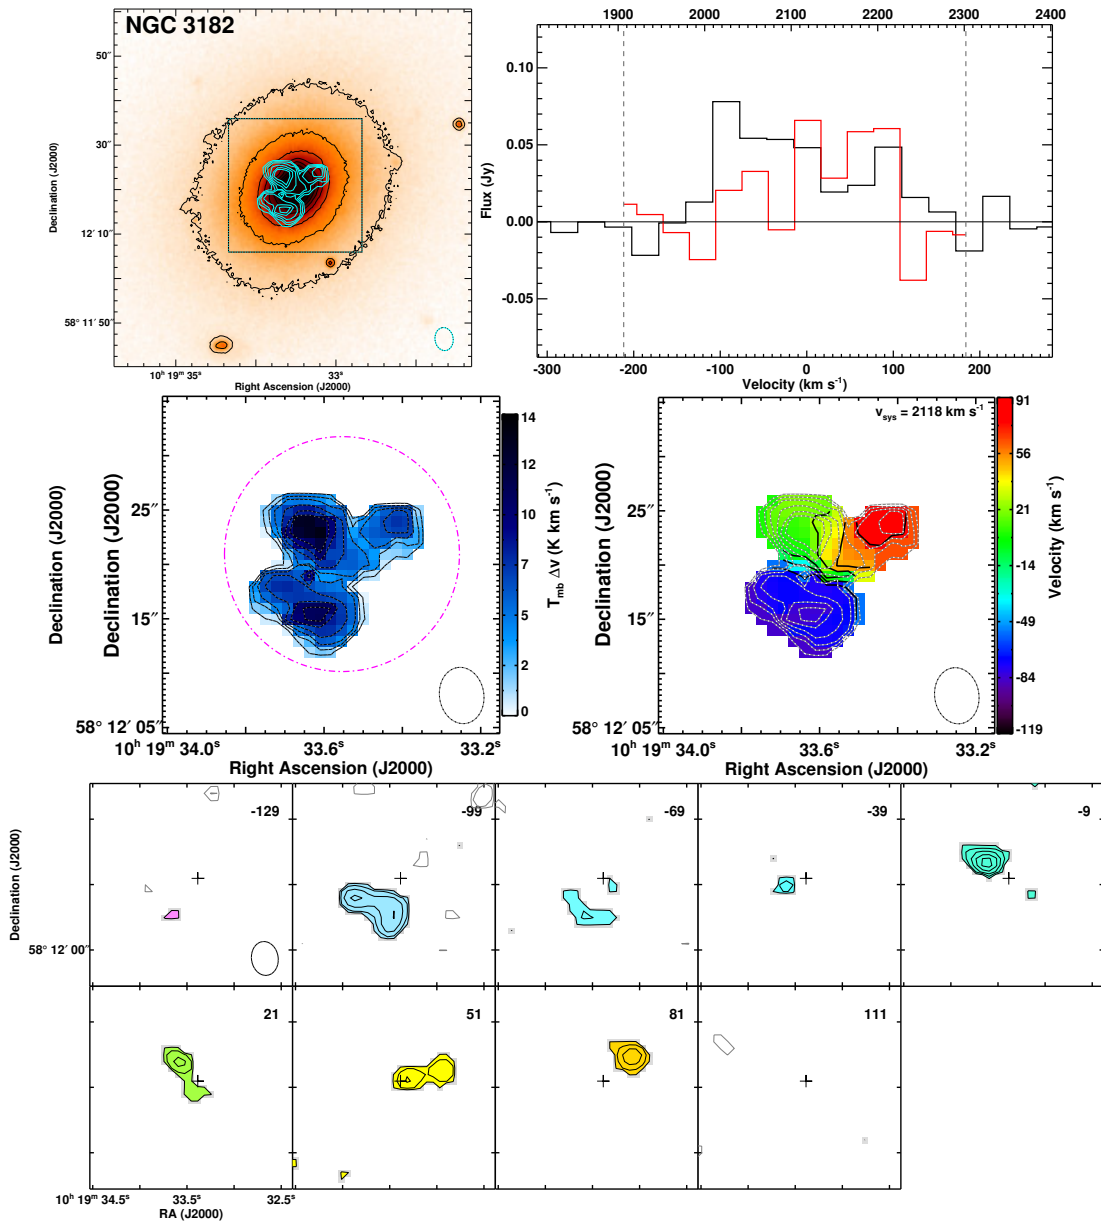 NGC 3182
50″
30″
12′ 10″
58° 11′ 50″
Declination (J2000)
10ʰ 19ᵐ 35ˢ
33ˢ
Right Ascension (J2000)
1900 2000 2100 2200 2300 2400
0.10
0.05
0.00
-0.05
Flux (Jy)
-300 -200 -100 0 100 200
Velocity (km s⁻¹)
25″
15″
58° 12′ 05″
Declination (J2000)
Declination (J2000)
10ʰ 19ᵐ 34.0ˢ 33.6ˢ 33.2ˢ
Right Ascension (J2000)
14
12
10
7
5
2
0
T_mb Δv (K km s⁻¹)
v_sys = 2118 km s⁻¹
25″
15″
58° 12′ 05″
Declination (J2000)
10ʰ 19ᵐ 34.0ˢ 33.6ˢ 33.2ˢ
Right Ascension (J2000)
91
56
21
-14
-49
-84
-119
Velocity (km s⁻¹)
-129 -99 -69 -39 -9
Declination (J2000)
58° 12′ 00″
21 51 81 111
10ʰ 19ᵐ 34.5ˢ 33.5ˢ 32.5ˢ
RA (J2000)